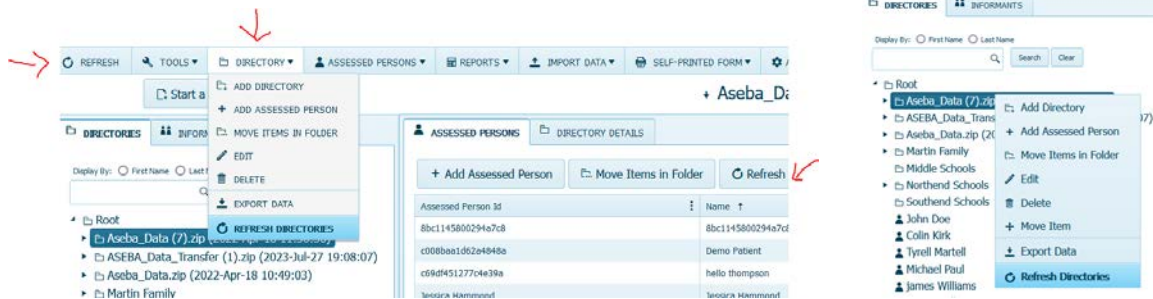 REFRESH TOOLS DIRECTORY ASSESSED PERSONS REPORTS IMPORT DATA SELF-PRINTED FORM
Start a
Aseba_Da
ADD DIRECTORY
+ ADD ASSESSED PERSON
MOVE ITEMS IN FOLDER
EDIT
DELETE
EXPORT DATA
REFRESH DIRECTORIES
DIRECTORIES INFORM
Display By: First Name Last
Root
Aseba_Data (7).zip
ASEBA_Data_Transfer (1).zip (2023-Jul-27 19:08:07)
Aseba_Data.zip (2022-Apr-18 10:49:03)
Martin Family
ASSESSED PERSONS DIRECTORY DETAILS
+ Add Assessed Person Move Items in Folder Refresh
Assessed Person Id Name ↑
8bc1145800294a7c8 8bc1145800294a7c8
c008baa1d62a4848a Demo Patient
c69df451277c4e39a hello thompson
Jessica Hammond Jessica Hammond
DIRECTORIES INFORMANTS
Display By: First Name Last Name
Search Clear
Root
Aseba_Data (7).zip
ASEBA_Data_Trans 07)
Aseba_Data.zip (20
Martin Family
Middle Schools
Northend Schools
Southend Schools
John Doe
Colin Kirk
Tyrell Martell
Michael Paul
James Williams
Add Directory
+ Add Assessed Person
Move Items in Folder
Edit
Delete
+ Move Item
Export Data
Refresh Directories